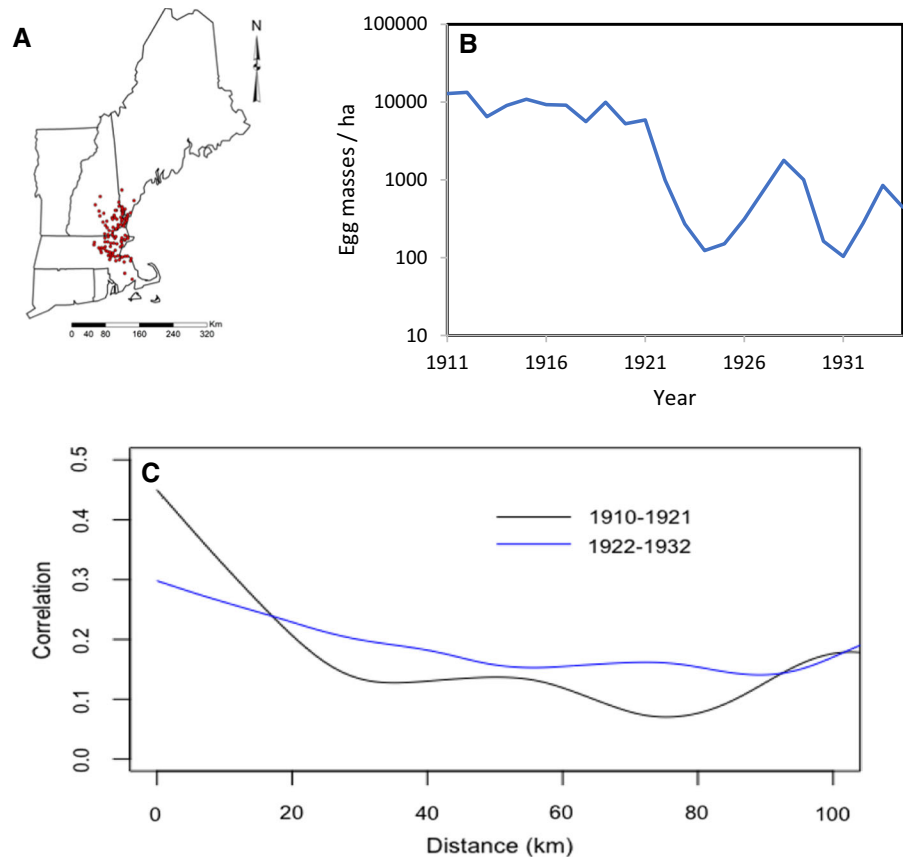 A
N
Km
0 40 80 160 240 320
B
100000
10000
1000
100
10
Egg masses / ha
1911 1916 1921 1926 1931
Year
C
0.5
0.4
0.3
0.2
0.1
0.0
Correlation
1910-1921
1922-1932
0 20 40 60 80 100
Distance (km)